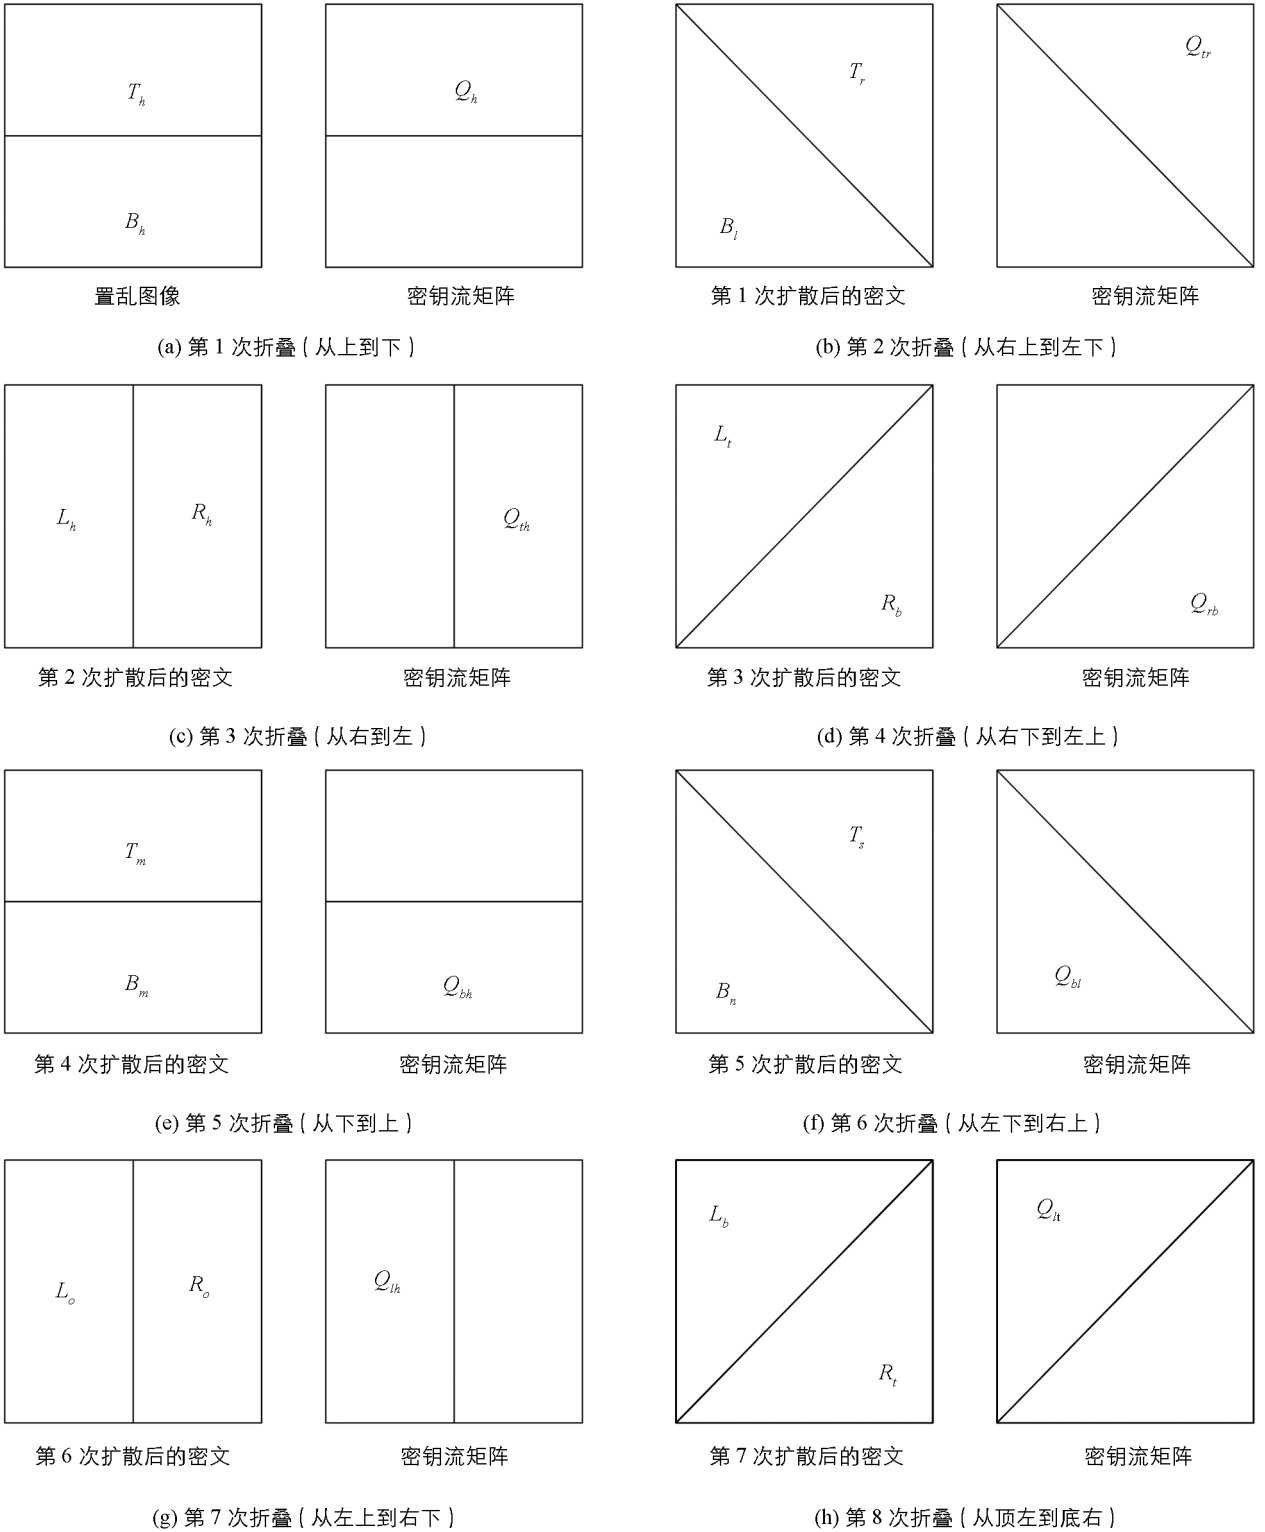 T_h
Q_h
B_h
置乱图像
密钥流矩阵
(a) 第 1 次折叠（从上到下）
T_r
Q_tr
B_l
第 1 次扩散后的密文
密钥流矩阵
(b) 第 2 次折叠（从右上到左下）
L_h
R_h
Q_th
第 2 次扩散后的密文
密钥流矩阵
(c) 第 3 次折叠（从右到左）
L_t
R_b
Q_rb
第 3 次扩散后的密文
密钥流矩阵
(d) 第 4 次折叠（从右下到左上）
T_m
B_m
Q_bh
第 4 次扩散后的密文
密钥流矩阵
(e) 第 5 次折叠（从下到上）
T_s
B_n
Q_bl
第 5 次扩散后的密文
密钥流矩阵
(f) 第 6 次折叠（从左下到右上）
L_o
R_o
Q_lh
第 6 次扩散后的密文
密钥流矩阵
(g) 第 7 次折叠（从左上到右下）
L_b
R_t
Q_lt
第 7 次扩散后的密文
密钥流矩阵
(h) 第 8 次折叠（从顶左到底右）